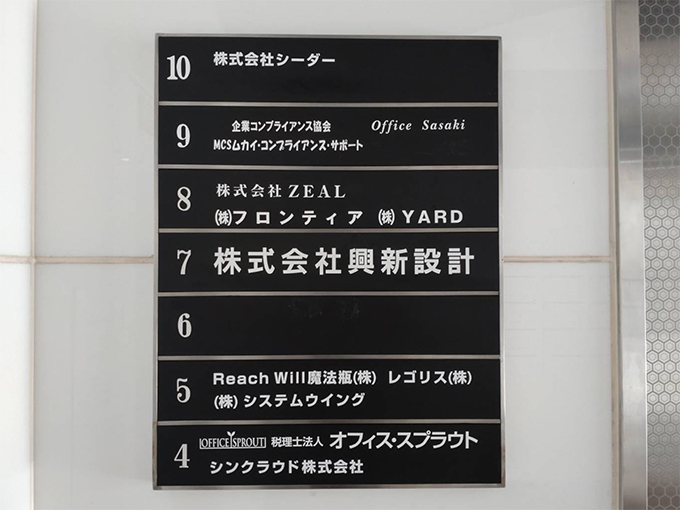 10 株式会社シーダー
9 企業コンプライアンス協会 Office Sasaki
MCSムカイ・コンプライアンス・サポート
8 株式会社ZEAL
㈱フロンティア ㈱YARD
7 株式会社興新設計
6
5 Reach Will魔法瓶(株) レゴリス(株)
(株)システムウイング
4 OFFICE SPROUT 税理士法人 オフィス・スプラウト
シンクラウド株式会社